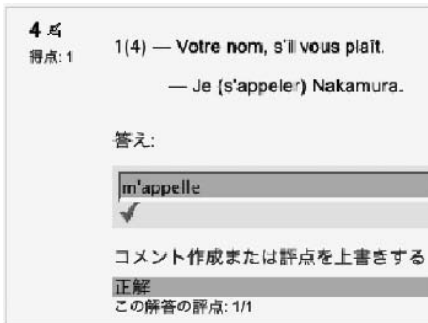 4
得点: 1
1(4) — Votre nom, s'il vous plaît.
— Je (s'appeler) Nakamura.
答え:
m'appelle
コメント作成または評点を上書きする
正解
この解答の評点: 1/1